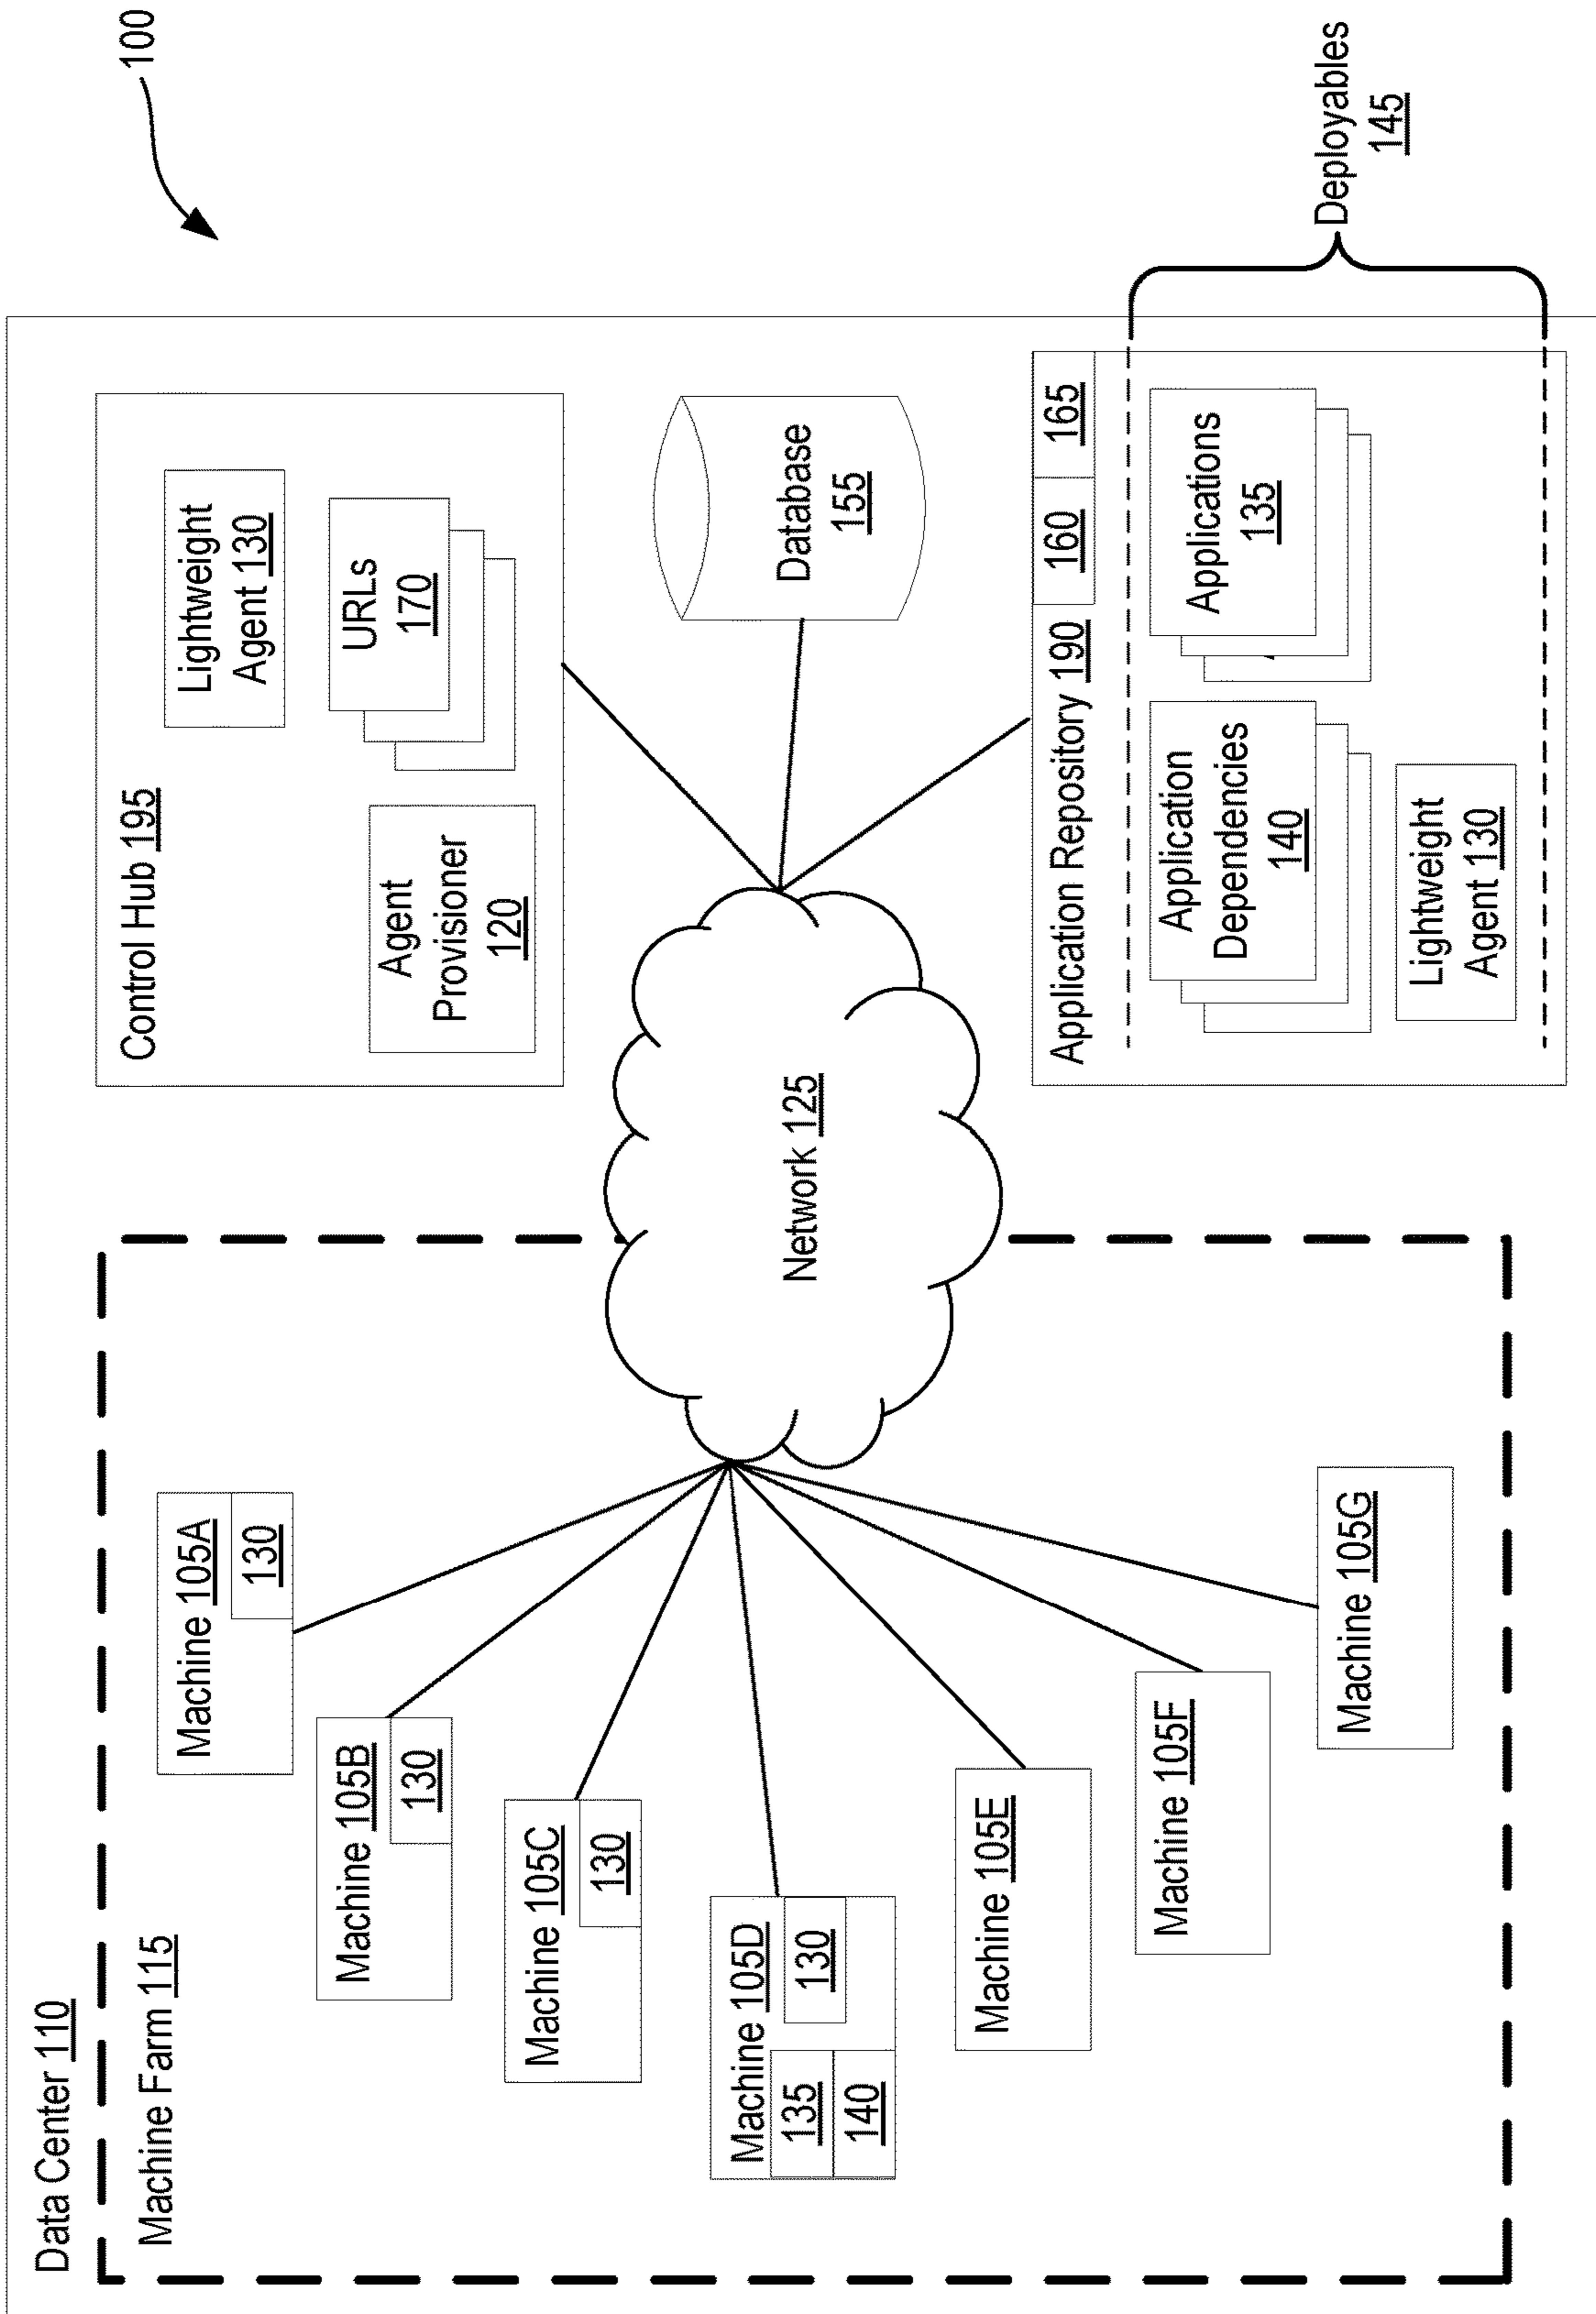 100
Data Center 110
Machine Farm 115
Machine 105A
130
Machine 105B
130
Machine 105C
130
Machine 105D
130
135
140
Machine 105E
Machine 105F
Machine 105G
Network 125
Control Hub 195
Lightweight
Agent 130
URLs
170
Agent
Provisioner
120
Database
155
Application Repository 190
160
165
Application
Dependencies
140
Applications
135
Lightweight
Agent 130
Deployables
145